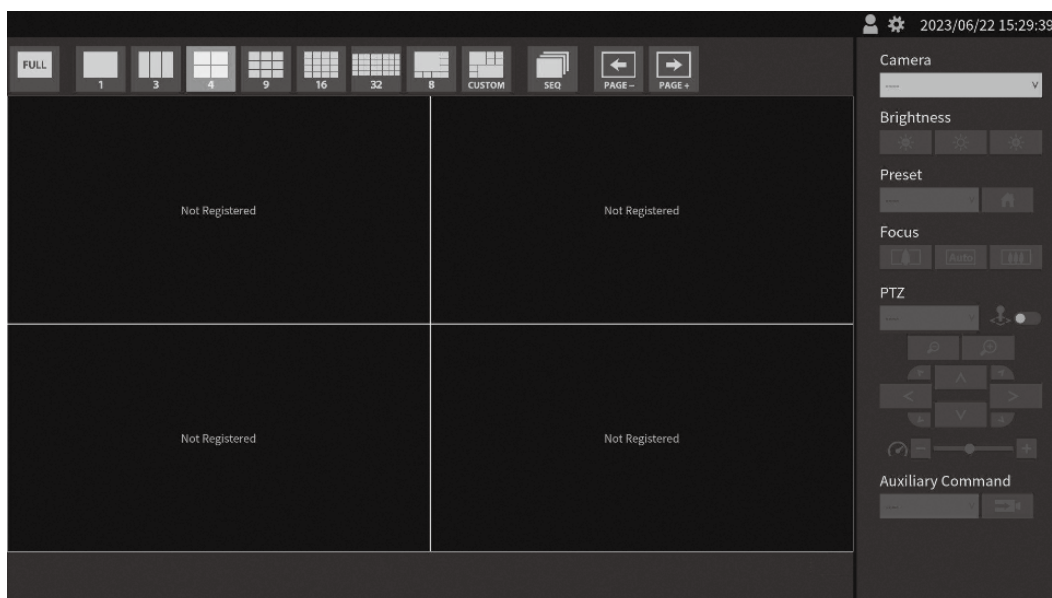 2023/06/22 15:29:39
FULL
1
3
4
9
16
32
8
CUSTOM
SEQ
PAGE−
PAGE+
Camera
----
Brightness
Preset
----
Focus
Auto
PTZ
----
Auxiliary Command
----
Not Registered
Not Registered
Not Registered
Not Registered